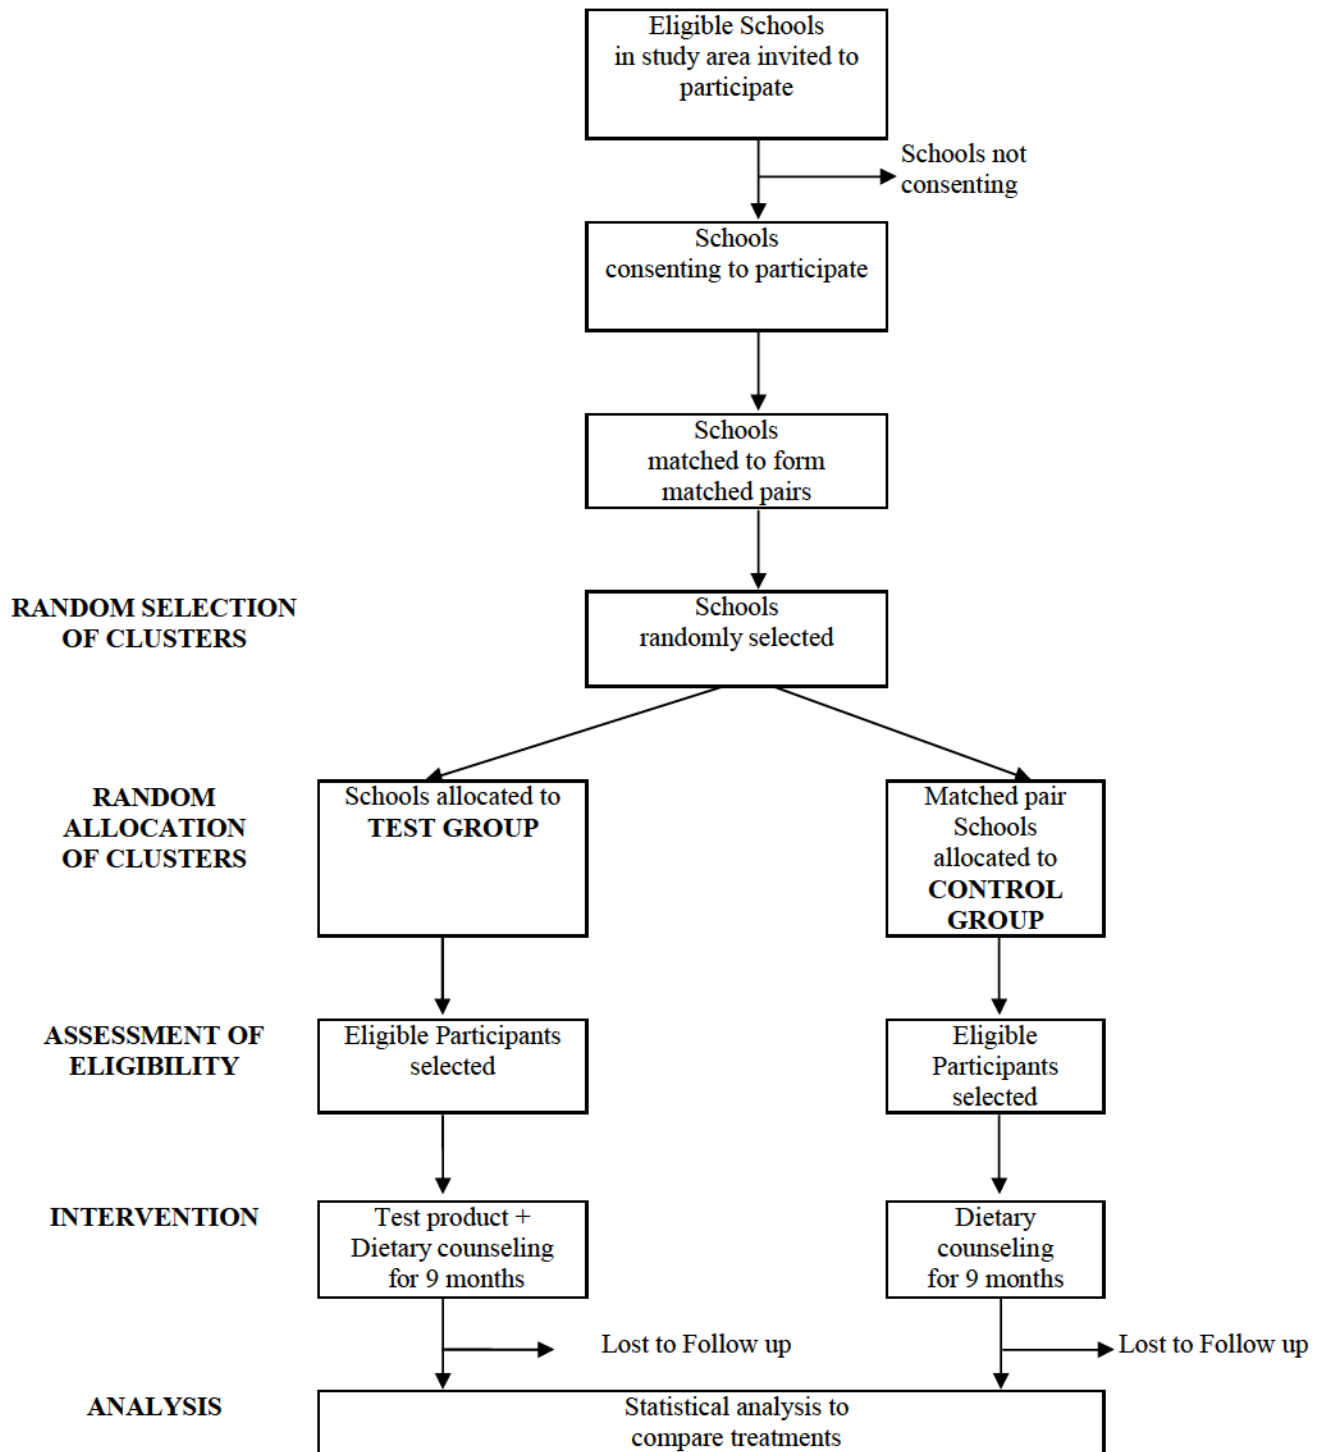 Eligible Schools
in study area invited to
participate
Schools not
consenting
Schools
consenting to participate
Schools
matched to form
matched pairs
RANDOM SELECTION
OF CLUSTERS
Schools
randomly selected
RANDOM
ALLOCATION
OF CLUSTERS
Schools allocated to
TEST GROUP
Matched pair
Schools
allocated to
CONTROL
GROUP
ASSESSMENT OF
ELIGIBILITY
Eligible Participants
selected
Eligible
Participants
selected
INTERVENTION
Test product +
Dietary counseling
for 9 months
Dietary
counseling
for 9 months
Lost to Follow up
Lost to Follow up
ANALYSIS
Statistical analysis to
compare treatments